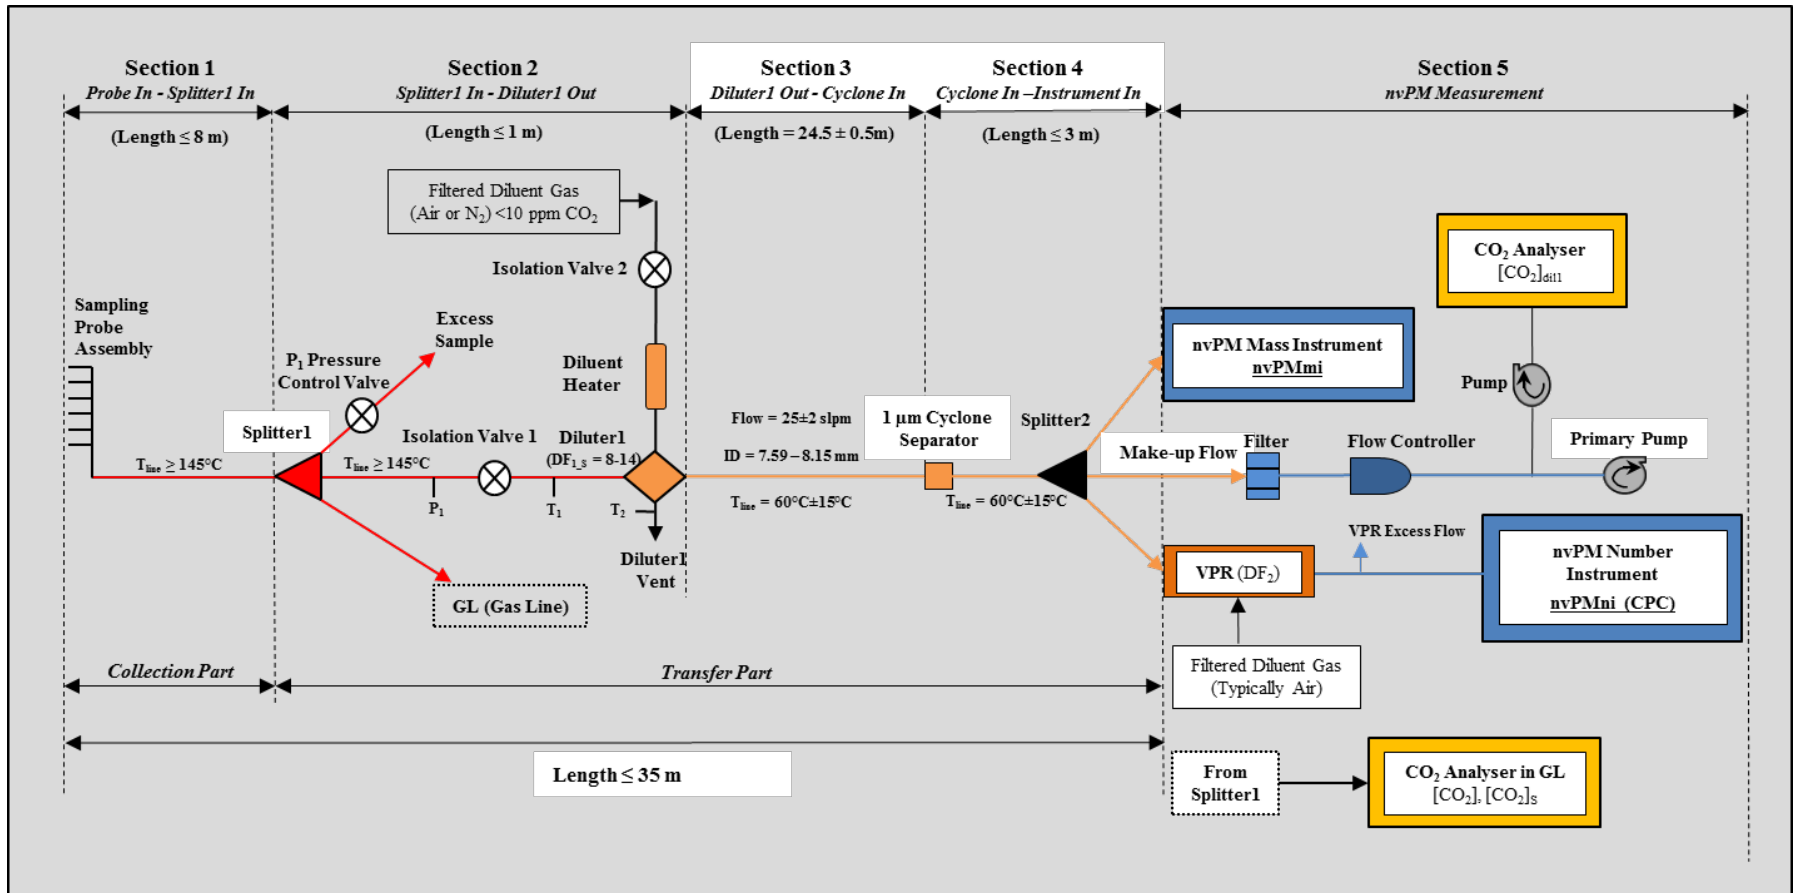 Section 1
Probe In - Splitter1 In
(Length ≤ 8 m)
Section 2
Splitter1 In - Diluter1 Out
(Length ≤ 1 m)
Section 3
Diluter1 Out - Cyclone In
(Length = 24.5 ± 0.5m)
Section 4
Cyclone In –Instrument In
(Length ≤ 3 m)
Section 5
nvPM Measurement
Filtered Diluent Gas
(Air or N2) <10 ppm CO2
Isolation Valve 2
CO2 Analyser
[CO2]dil1
Sampling
Probe
Assembly
Excess
Sample
P1 Pressure
Control Valve
Diluent
Heater
nvPM Mass Instrument
nvPMmi
Pump
Splitter1
Isolation Valve 1
Diluter1
(DF1_S = 8-14)
Flow = 25±2 slpm
1 µm Cyclone
Separator
Splitter2
Make-up Flow
Filter
Flow Controller
Primary Pump
Tline ≥ 145°C
Tline ≥ 145°C
ID = 7.59 – 8.15 mm
P1
T1
T2
Tline = 60°C±15°C
Tline = 60°C±15°C
Diluter1
Vent
VPR Excess Flow
VPR (DF2)
nvPM Number
Instrument
nvPMni (CPC)
GL (Gas Line)
Filtered Diluent Gas
(Typically Air)
Collection Part
Transfer Part
Length ≤ 35 m
From
Splitter1
CO2 Analyser in GL
[CO2], [CO2]S